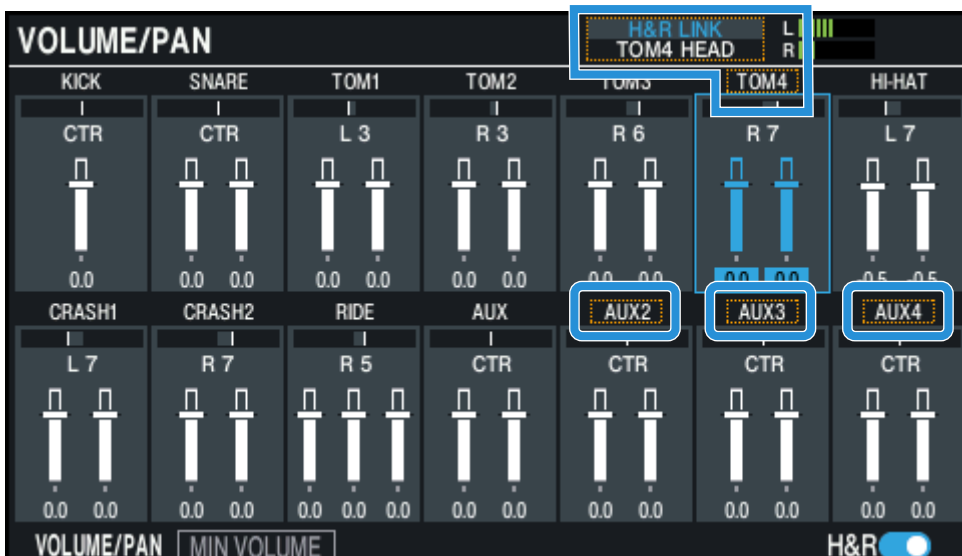 VOLUME/PAN
H&R LINK
TOM4 HEAD
L
R
KICK SNARE TOM1 TOM2 TOM3 TOM4 HI-HAT
CTR CTR L 3 R 3 R 6 R 7 L 7
0.0 0.0 0.0 0.0 0.0 0.0 0.0 0.0 0.0 0.0 0.0 -0.5 -0.5
CRASH1 CRASH2 RIDE AUX AUX2 AUX3 AUX4
L 7 R 7 R 5 CTR CTR CTR CTR
0.0 0.0 0.0 0.0 0.0 0.0 0.0 0.0 0.0 0.0 0.0 0.0 0.0 0.0 0.0
VOLUME/PAN MIN VOLUME H&R